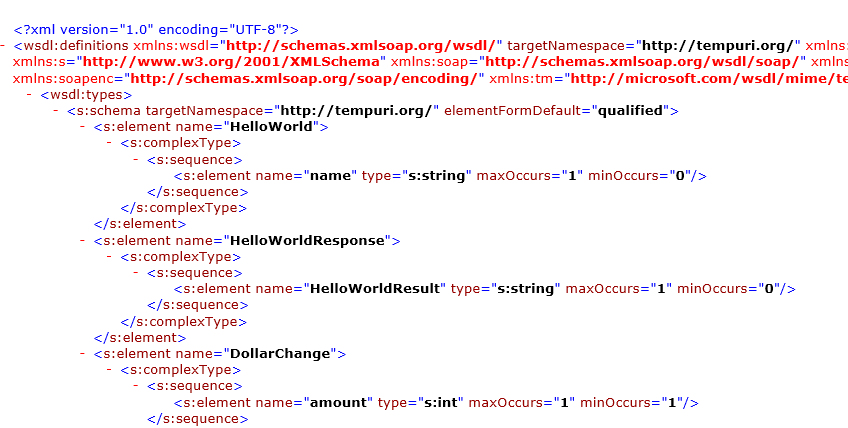 <?xml version="1.0" encoding="UTF-8"?>
- <wsdl:definitions xmlns:wsdl="http://schemas.xmlsoap.org/wsdl/" targetNamespace="http://tempuri.org/" xmlns:
xmlns:s="http://www.w3.org/2001/XMLSchema" xmlns:soap="http://schemas.xmlsoap.org/wsdl/soap/" xmlns
xmlns:soapenc="http://schemas.xmlsoap.org/soap/encoding/" xmlns:tm="http://microsoft.com/wsdl/mime/te
- <wsdl:types>
- <s:schema targetNamespace="http://tempuri.org/" elementFormDefault="qualified">
- <s:element name="HelloWorld">
- <s:complexType>
- <s:sequence>
<s:element name="name" type="s:string" maxOccurs="1" minOccurs="0"/>
</s:sequence>
</s:complexType>
</s:element>
- <s:element name="HelloWorldResponse">
- <s:complexType>
- <s:sequence>
<s:element name="HelloWorldResult" type="s:string" maxOccurs="1" minOccurs="0"/>
</s:sequence>
</s:complexType>
</s:element>
- <s:element name="DollarChange">
- <s:complexType>
- <s:sequence>
<s:element name="amount" type="s:int" maxOccurs="1" minOccurs="1"/>
</s:sequence>